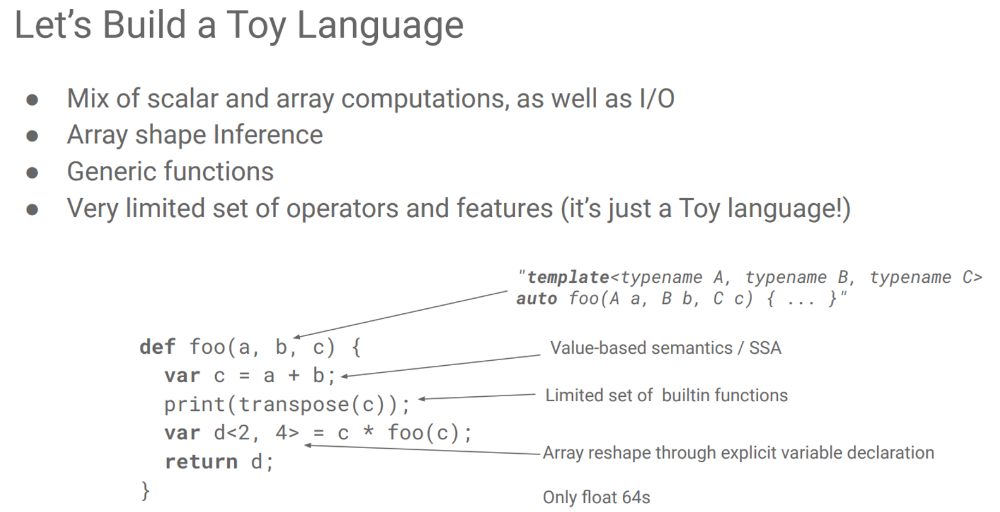 Let's Build a Toy Language
● Mix of scalar and array computations, as well as I/O
● Array shape Inference
● Generic functions
● Very limited set of operators and features (it's just a Toy language!)
"template<typename A, typename B, typename C>
auto foo(A a, B b, C c) { ... }"
def foo(a, b, c) {
Value-based semantics / SSA
var c = a + b;
Limited set of builtin functions
print(transpose(c));
var d<2, 4> = c * foo(c);
Array reshape through explicit variable declaration
return d;
}
Only float 64s